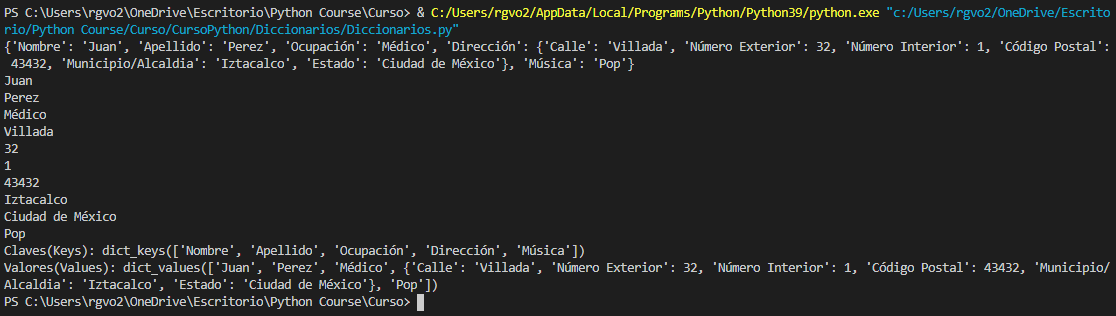 PS C:\Users\rgvo2\OneDrive\Escritorio\Python Course\Curso> & C:/Users/rgvo2/AppData/Local/Programs/Python/Python39/python.exe "c:/Users/rgvo2/OneDrive/Escrito
rio/Python Course/Curso/CursoPython/Diccionarios/Diccionarios.py"
{'Nombre': 'Juan', 'Apellido': 'Perez', 'Ocupación': 'Médico', 'Dirección': {'Calle': 'Villada', 'Número Exterior': 32, 'Número Interior': 1, 'Código Postal':
 43432, 'Municipio/Alcaldia': 'Iztacalco', 'Estado': 'Ciudad de México'}, 'Música': 'Pop'}
Juan
Perez
Médico
Villada
32
1
43432
Iztacalco
Ciudad de México
Pop
Claves(Keys): dict_keys(['Nombre', 'Apellido', 'Ocupación', 'Dirección', 'Música'])
Valores(Values): dict_values(['Juan', 'Perez', 'Médico', {'Calle': 'Villada', 'Número Exterior': 32, 'Número Interior': 1, 'Código Postal': 43432, 'Municipio/
Alcaldia': 'Iztacalco', 'Estado': 'Ciudad de México'}, 'Pop'])
PS C:\Users\rgvo2\OneDrive\Escritorio\Python Course\Curso>